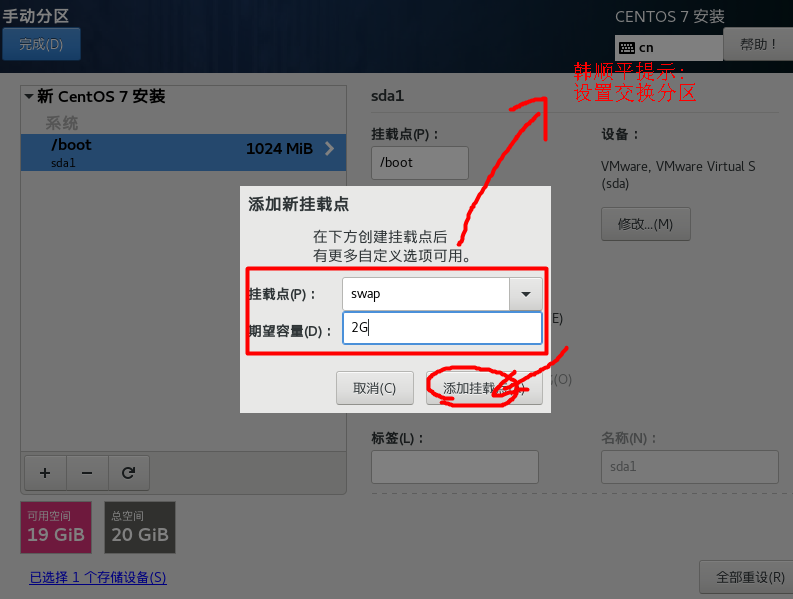 手动分区
CENTOS 7 安装
完成(D)
cn
帮助！
韩顺平提示：
设置交换分区
新 CentOS 7 安装
系统
/boot
1024 MiB
sda1
sda1
挂载点(P)：
/boot
设备：
VMware, VMware Virtual S
(sda)
修改...(M)
添加新挂载点
在下方创建挂载点后
有更多自定义选项可用。
挂载点(P)：
swap
期望容量(D)：
2G
E)
取消(C)
添加挂载
(O)
标签(L)：
名称(N)：
sda1
可用空间
19 GiB
总空间
20 GiB
已选择 1 个存储设备(S)
全部重设(R)